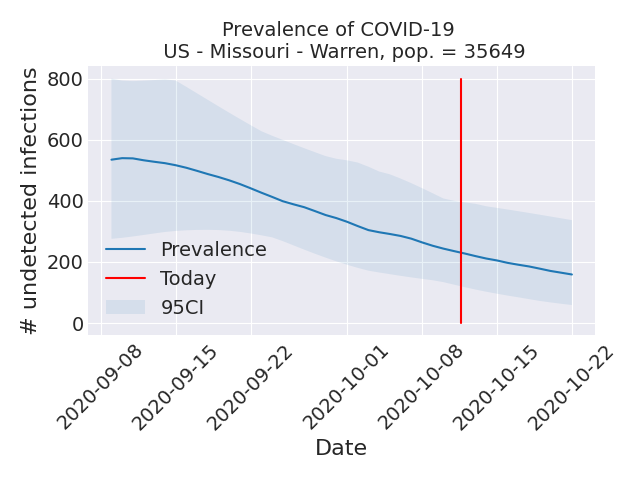 Prevalence of COVID-19
US - Missouri - Warren, pop. = 35649
# undetected infections
800
600
400
200
0
Prevalence
Today
95CI
2020-09-08
2020-09-15
2020-09-22
2020-10-01
2020-10-08
2020-10-15
2020-10-22
Date